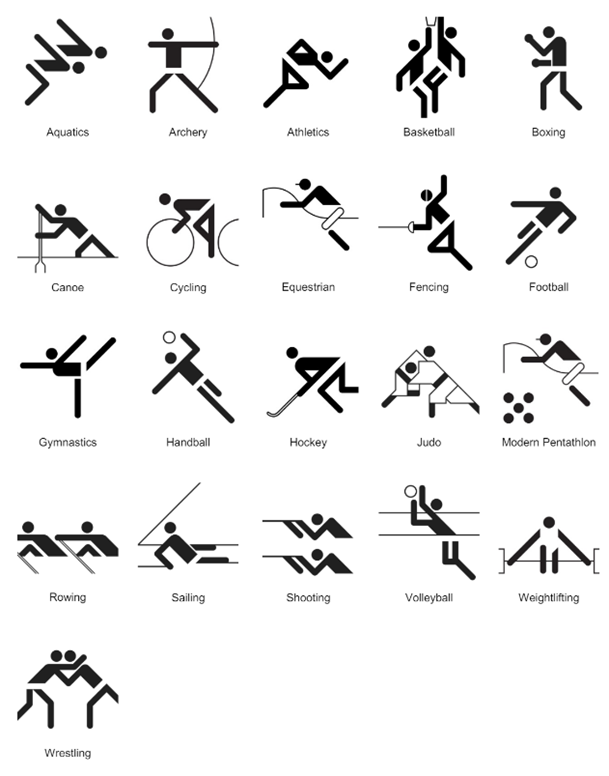 Aquatics
Archery
Athletics
Basketball
Boxing
Canoe
Cycling
Equestrian
Fencing
Football
Gymnastics
Handball
Hockey
Judo
Modern Pentathlon
Rowing
Sailing
Shooting
Volleyball
Weightlifting
Wrestling